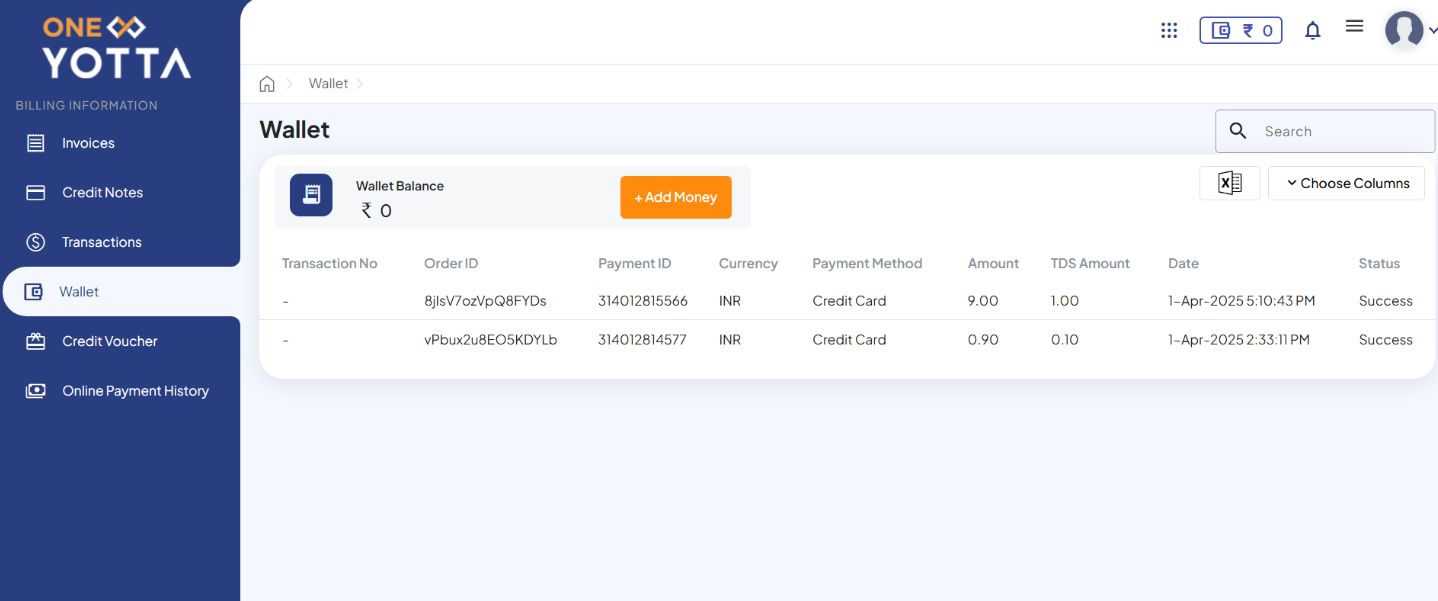 ONE
YOTTA
BILLING INFORMATION
Invoices
Credit Notes
Transactions
Wallet
Credit Voucher
Online Payment History
₹ 0
Wallet
Wallet
Search
Wallet Balance
₹ 0
+ Add Money
Choose Columns
Transaction No Order ID Payment ID Currency Payment Method Amount TDS Amount Date Status
- 8jIsV7ozVpQ8FYDs 314012815566 INR Credit Card 9.00 1.00 1-Apr-2025 5:10:43 PM Success
- vPbux2u8EO5KDYLb 314012814577 INR Credit Card 0.90 0.10 1-Apr-2025 2:33:11 PM Success